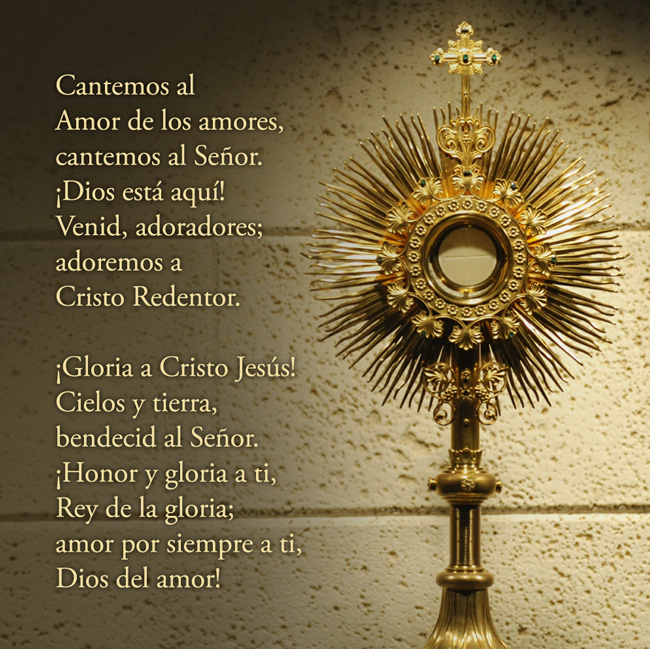 Cantemos al
Amor de los amores,
cantemos al Señor.
¡Dios está aquí!
Venid, adoradores;
adoremos a
Cristo Redentor.
¡Gloria a Cristo Jesús!
Cielos y tierra,
bendecid al Señor.
¡Honor y gloria a ti,
Rey de la gloria;
amor por siempre a ti,
Dios del amor!